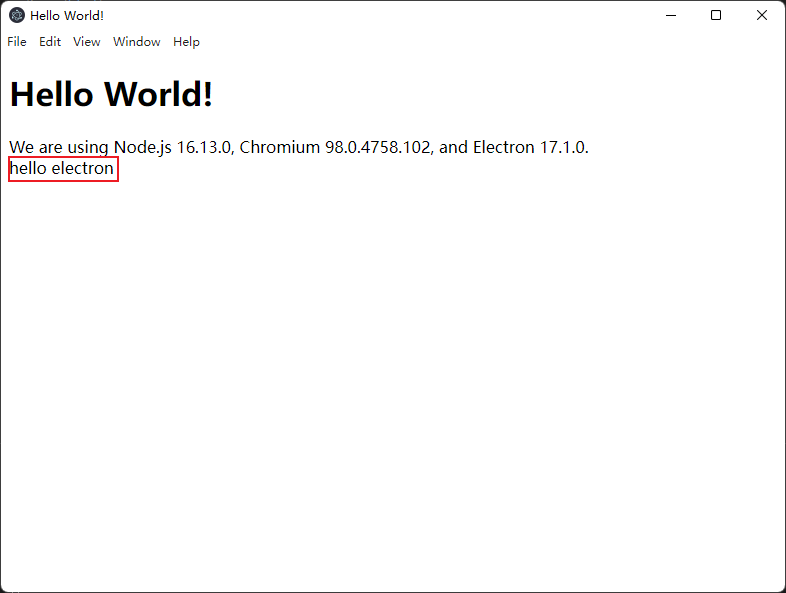 Hello World!
File Edit View Window Help
Hello World!
We are using Node.js 16.13.0, Chromium 98.0.4758.102, and Electron 17.1.0.
hello electron